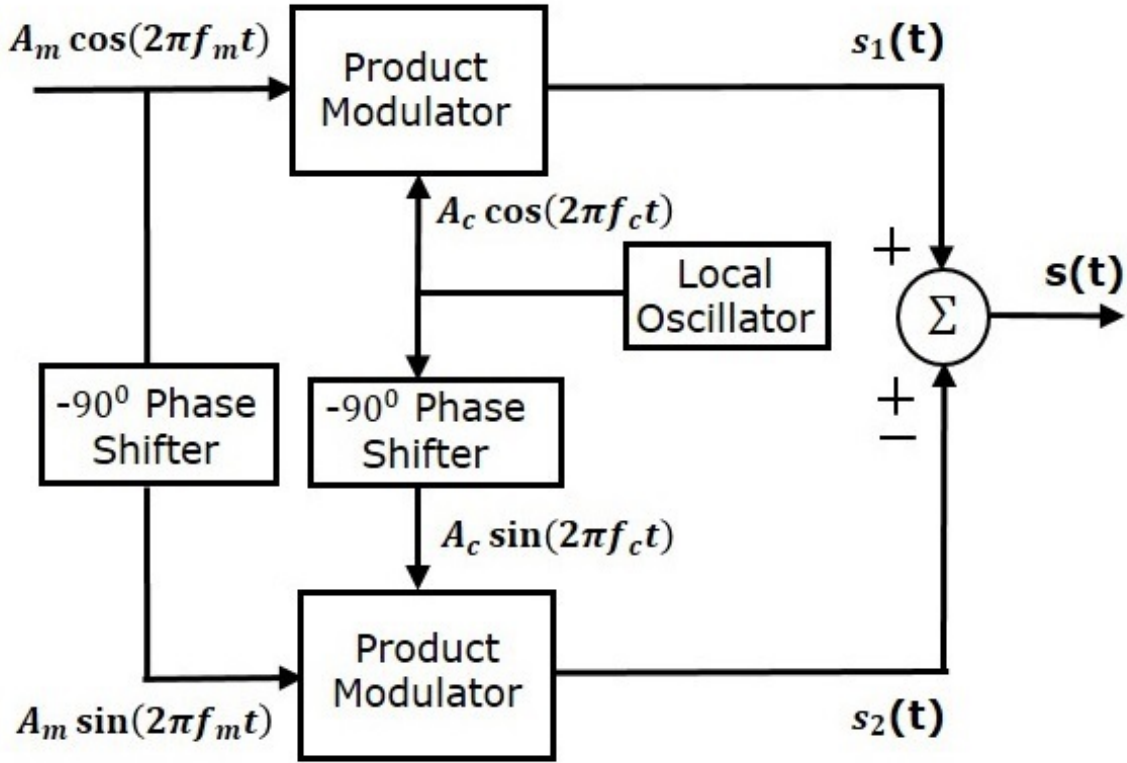 A_m cos(2πf_mt)
Product
Modulator
s₁(t)
A_c cos(2πf_ct)
Local
Oscillator
+
Σ
s(t)
+
−
-90⁰ Phase
Shifter
-90⁰ Phase
Shifter
A_c sin(2πf_ct)
Product
Modulator
A_m sin(2πf_mt)
s₂(t)